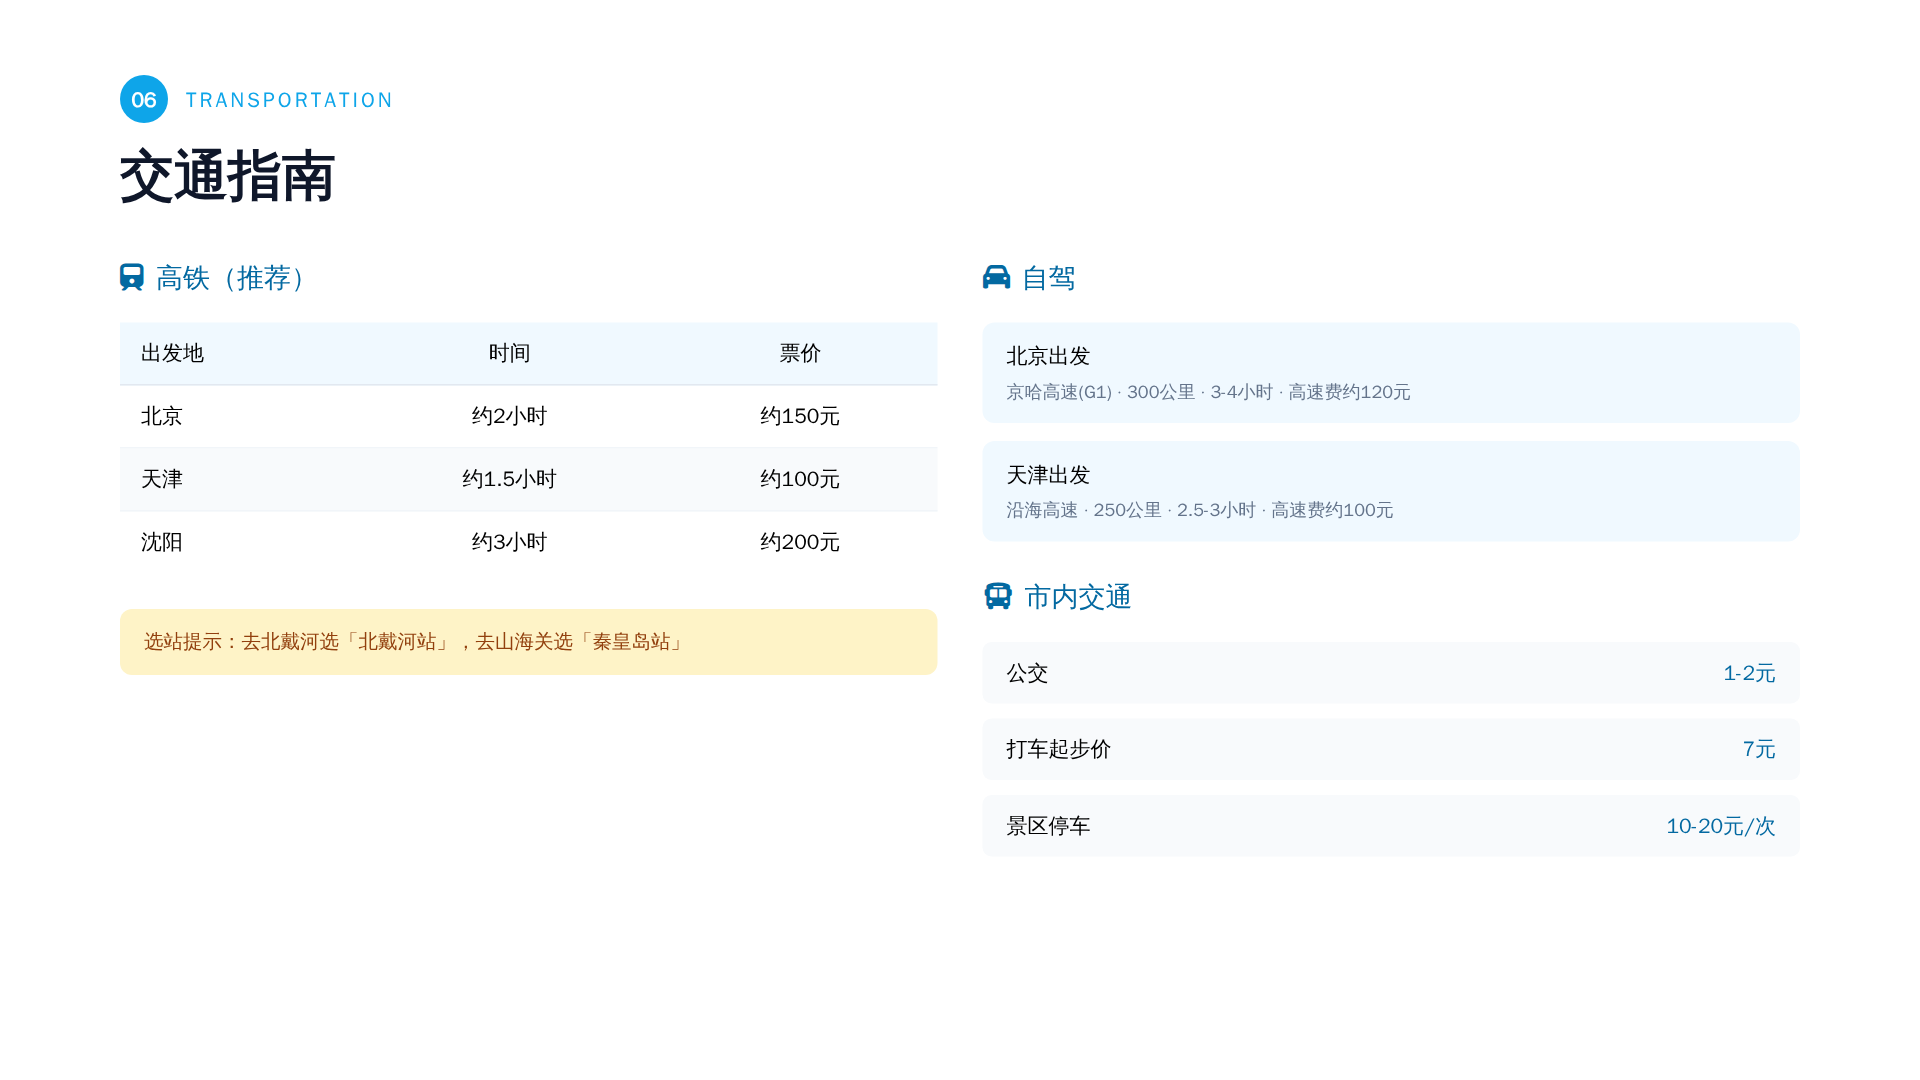 06 TRANSPORTATION
交通指南
高铁（推荐）
出发地 时间 票价
北京 约2小时 约150元
天津 约1.5小时 约100元
沈阳 约3小时 约200元
选站提示：去北戴河选「北戴河站」，去山海关选「秦皇岛站」
自驾
北京出发
京哈高速(G1) · 300公里 · 3-4小时 · 高速费约120元
天津出发
沿海高速 · 250公里 · 2.5-3小时 · 高速费约100元
市内交通
公交 1-2元
打车起步价 7元
景区停车 10-20元/次